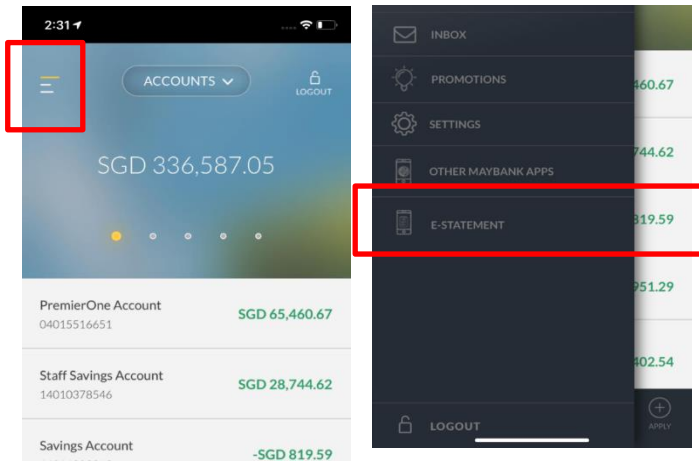 2:31
ACCOUNTS
LOGOUT
SGD 336,587.05
PremierOne Account
SGD 65,460.67
04015516651
Staff Savings Account
SGD 28,744.62
14010378546
Savings Account
-SGD 819.59
INBOX
PROMOTIONS
460.67
SETTINGS
744.62
OTHER MAYBANK APPS
E-STATEMENT
819.59
951.29
402.54
LOGOUT
APPLY